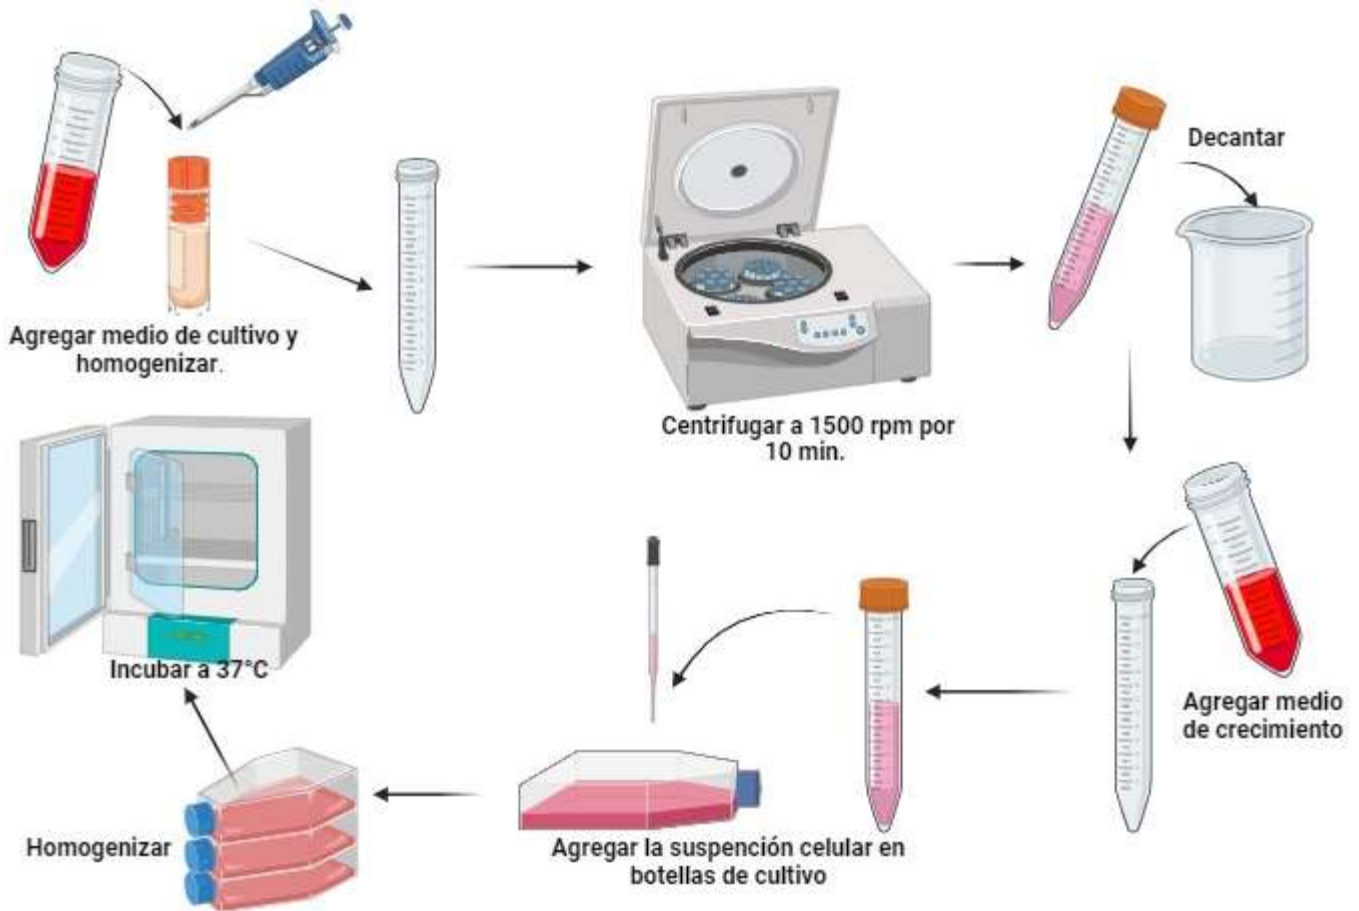 Agregar medio de cultivo y
homogenizar.
Centrifugar a 1500 rpm por
10 min.
Decantar
Agregar medio
de crecimiento
Agregar la suspención celular en
botellas de cultivo
Homogenizar
Incubar a 37°C